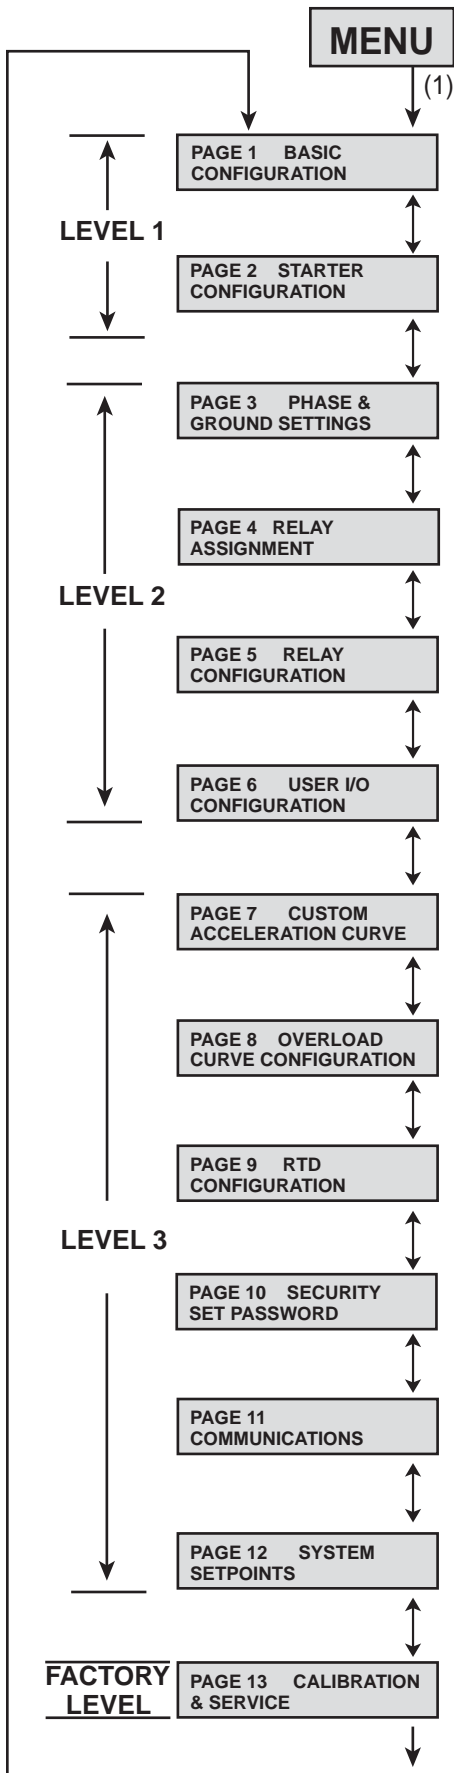 MENU
(1)
PAGE 1 BASIC
CONFIGURATION
LEVEL 1
PAGE 2 STARTER
CONFIGURATION
PAGE 3 PHASE &
GROUND SETTINGS
PAGE 4 RELAY
ASSIGNMENT
LEVEL 2
PAGE 5 RELAY
CONFIGURATION
PAGE 6 USER I/O
CONFIGURATION
PAGE 7 CUSTOM
ACCELERATION CURVE
PAGE 8 OVERLOAD
CURVE CONFIGURATION
PAGE 9 RTD
CONFIGURATION
LEVEL 3
PAGE 10 SECURITY
SET PASSWORD
PAGE 11
COMMUNICATIONS
PAGE 12 SYSTEM
SETPOINTS
FACTORY
LEVEL
PAGE 13 CALIBRATION
& SERVICE